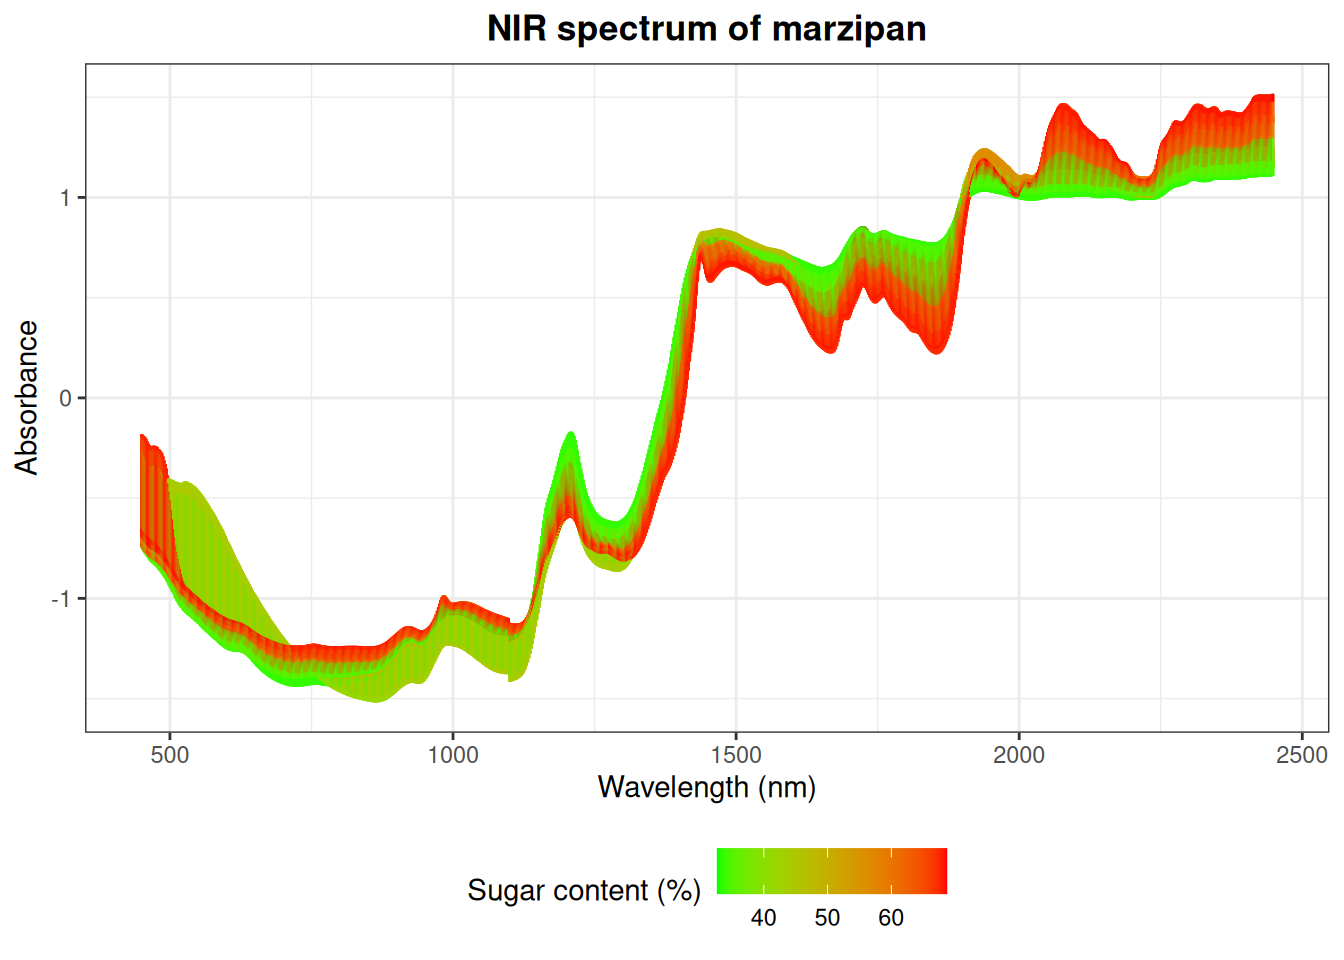 NIR spectrum of marzipan
Absorbance
1
0
-1
500 1000 1500 2000 2500
Wavelength (nm)
Sugar content (%)
40 50 60